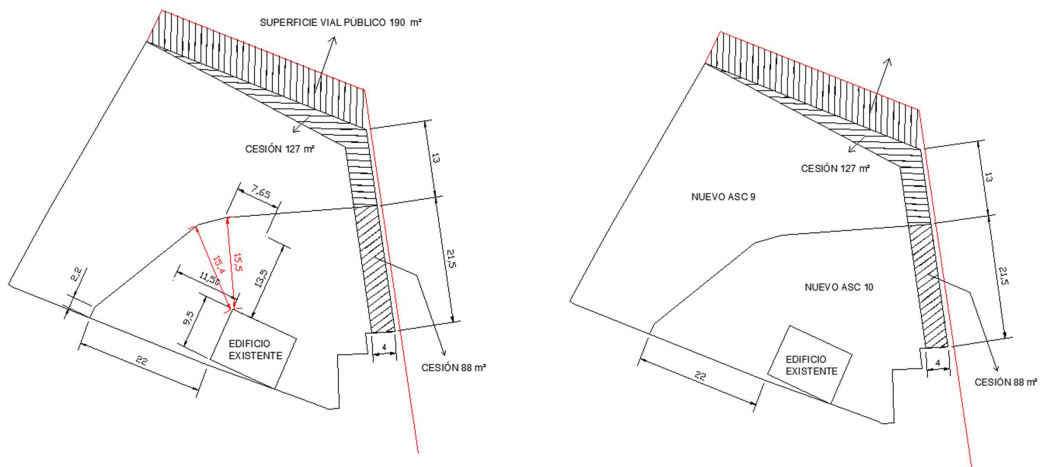 SUPERFICIE VIAL PÙBLICO 190 m²
CESIÓN 127 m²
13
7,65
15,5
15,4
11,50
13,5
2,2
9,5
21,5
EDIFICIO
EXISTENTE
22
4
CESIÓN 88 m²
CESIÓN 127 m²
13
NUEVO ASC 9
NUEVO ASC 10
21,5
EDIFICIO
EXISTENTE
22
4
CESIÓN 88 m²